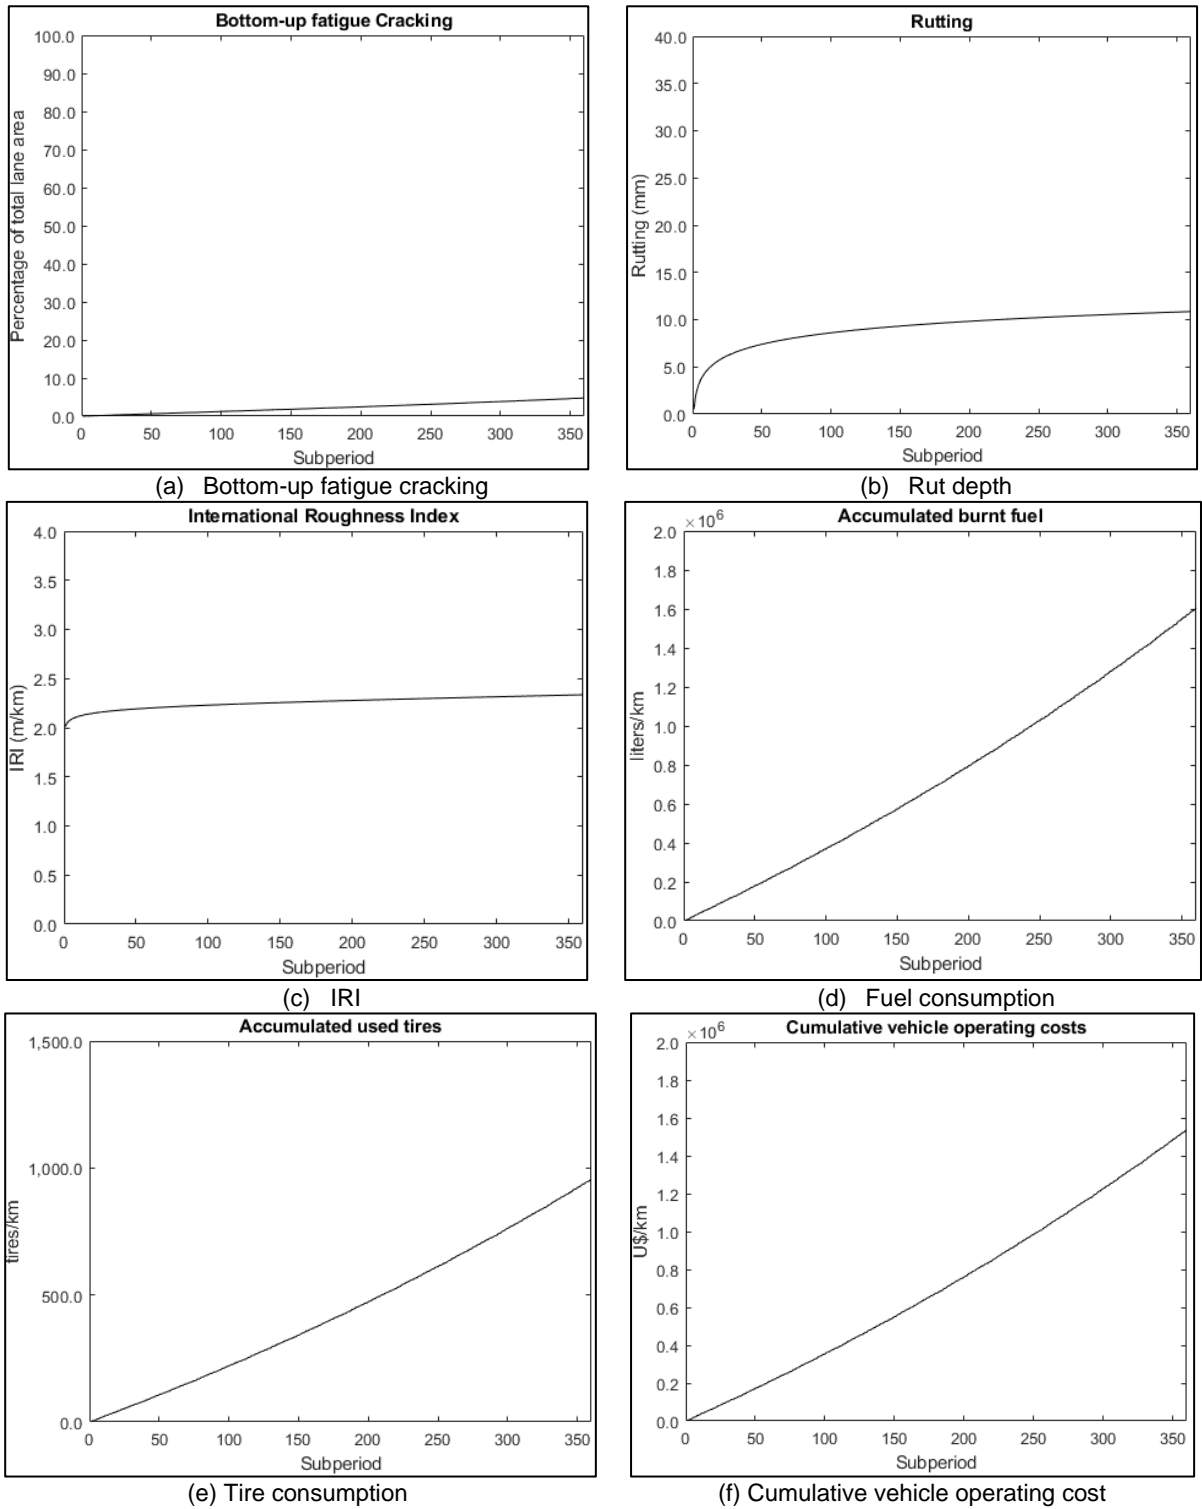 Bottom-up fatigue Cracking
100.0
90.0
80.0
70.0
60.0
50.0
40.0
30.0
20.0
10.0
0.0
Percentage of total lane area
0 50 100 150 200 250 300 350
Subperiod
(a) Bottom-up fatigue cracking
Rutting
40.0
35.0
30.0
25.0
20.0
15.0
10.0
5.0
0.0
Rutting (mm)
0 50 100 150 200 250 300 350
Subperiod
(b) Rut depth
International Roughness Index
4.0
3.5
3.0
2.5
2.0
1.5
1.0
0.5
0.0
IRI (m/km)
0 50 100 150 200 250 300 350
Subperiod
(c) IRI
Accumulated burnt fuel
×10⁶
2.0
1.8
1.6
1.4
1.2
1.0
0.8
0.6
0.4
0.2
0.0
liters/km
0 50 100 150 200 250 300 350
Subperiod
(d) Fuel consumption
Accumulated used tires
1,500.0
1,000.0
500.0
0.0
tires/km
0 50 100 150 200 250 300 350
Subperiod
(e) Tire consumption
Cumulative vehicle operating costs
×10⁶
2.0
1.8
1.6
1.4
1.2
1.0
0.8
0.6
0.4
0.2
0.0
U$/km
0 50 100 150 200 250 300 350
Subperiod
(f) Cumulative vehicle operating cost